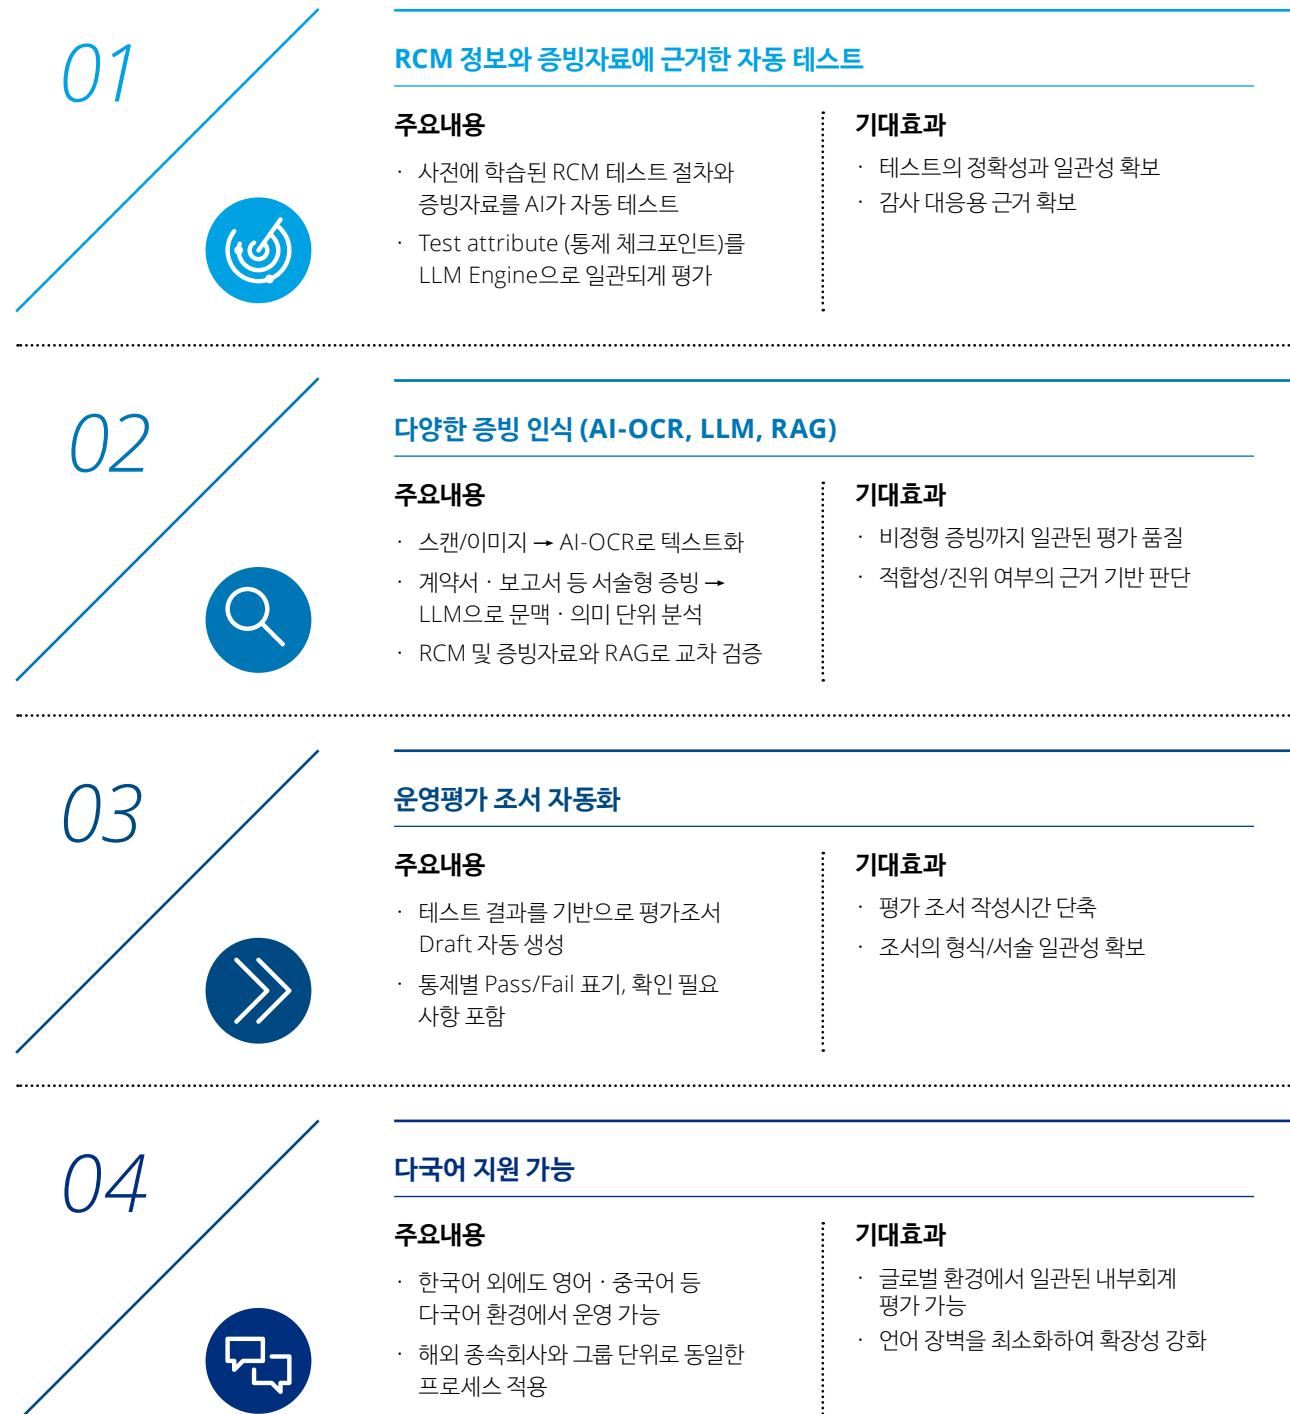 01
RCM 정보와 증빙자료에 근거한 자동 테스트
주요내용
· 사전에 학습된 RCM 테스트 절차와
증빙자료를 AI가 자동 테스트
· Test attribute (통제 체크포인트)를
LLM Engine으로 일관되게 평가
기대효과
· 테스트의 정확성과 일관성 확보
· 감사 대응용 근거 확보
02
다양한 증빙 인식 (AI-OCR, LLM, RAG)
주요내용
· 스캔/이미지 → AI-OCR로 텍스트화
· 계약서 · 보고서 등 서술형 증빙 →
LLM으로 문맥 · 의미 단위 분석
· RCM 및 증빙자료와 RAG로 교차 검증
기대효과
· 비정형 증빙까지 일관된 평가 품질
· 적합성/진위 여부의 근거 기반 판단
03
운영평가 조서 자동화
주요내용
· 테스트 결과를 기반으로 평가조서
Draft 자동 생성
· 통제별 Pass/Fail 표기, 확인 필요
사항 포함
기대효과
· 평가 조서 작성시간 단축
· 조서의 형식/서술 일관성 확보
04
다국어 지원 가능
주요내용
· 한국어 외에도 영어 · 중국어 등
다국어 환경에서 운영 가능
· 해외 종속회사와 그룹 단위로 동일한
프로세스 적용
기대효과
· 글로벌 환경에서 일관된 내부회계
평가 가능
· 언어 장벽을 최소화하여 확장성 강화